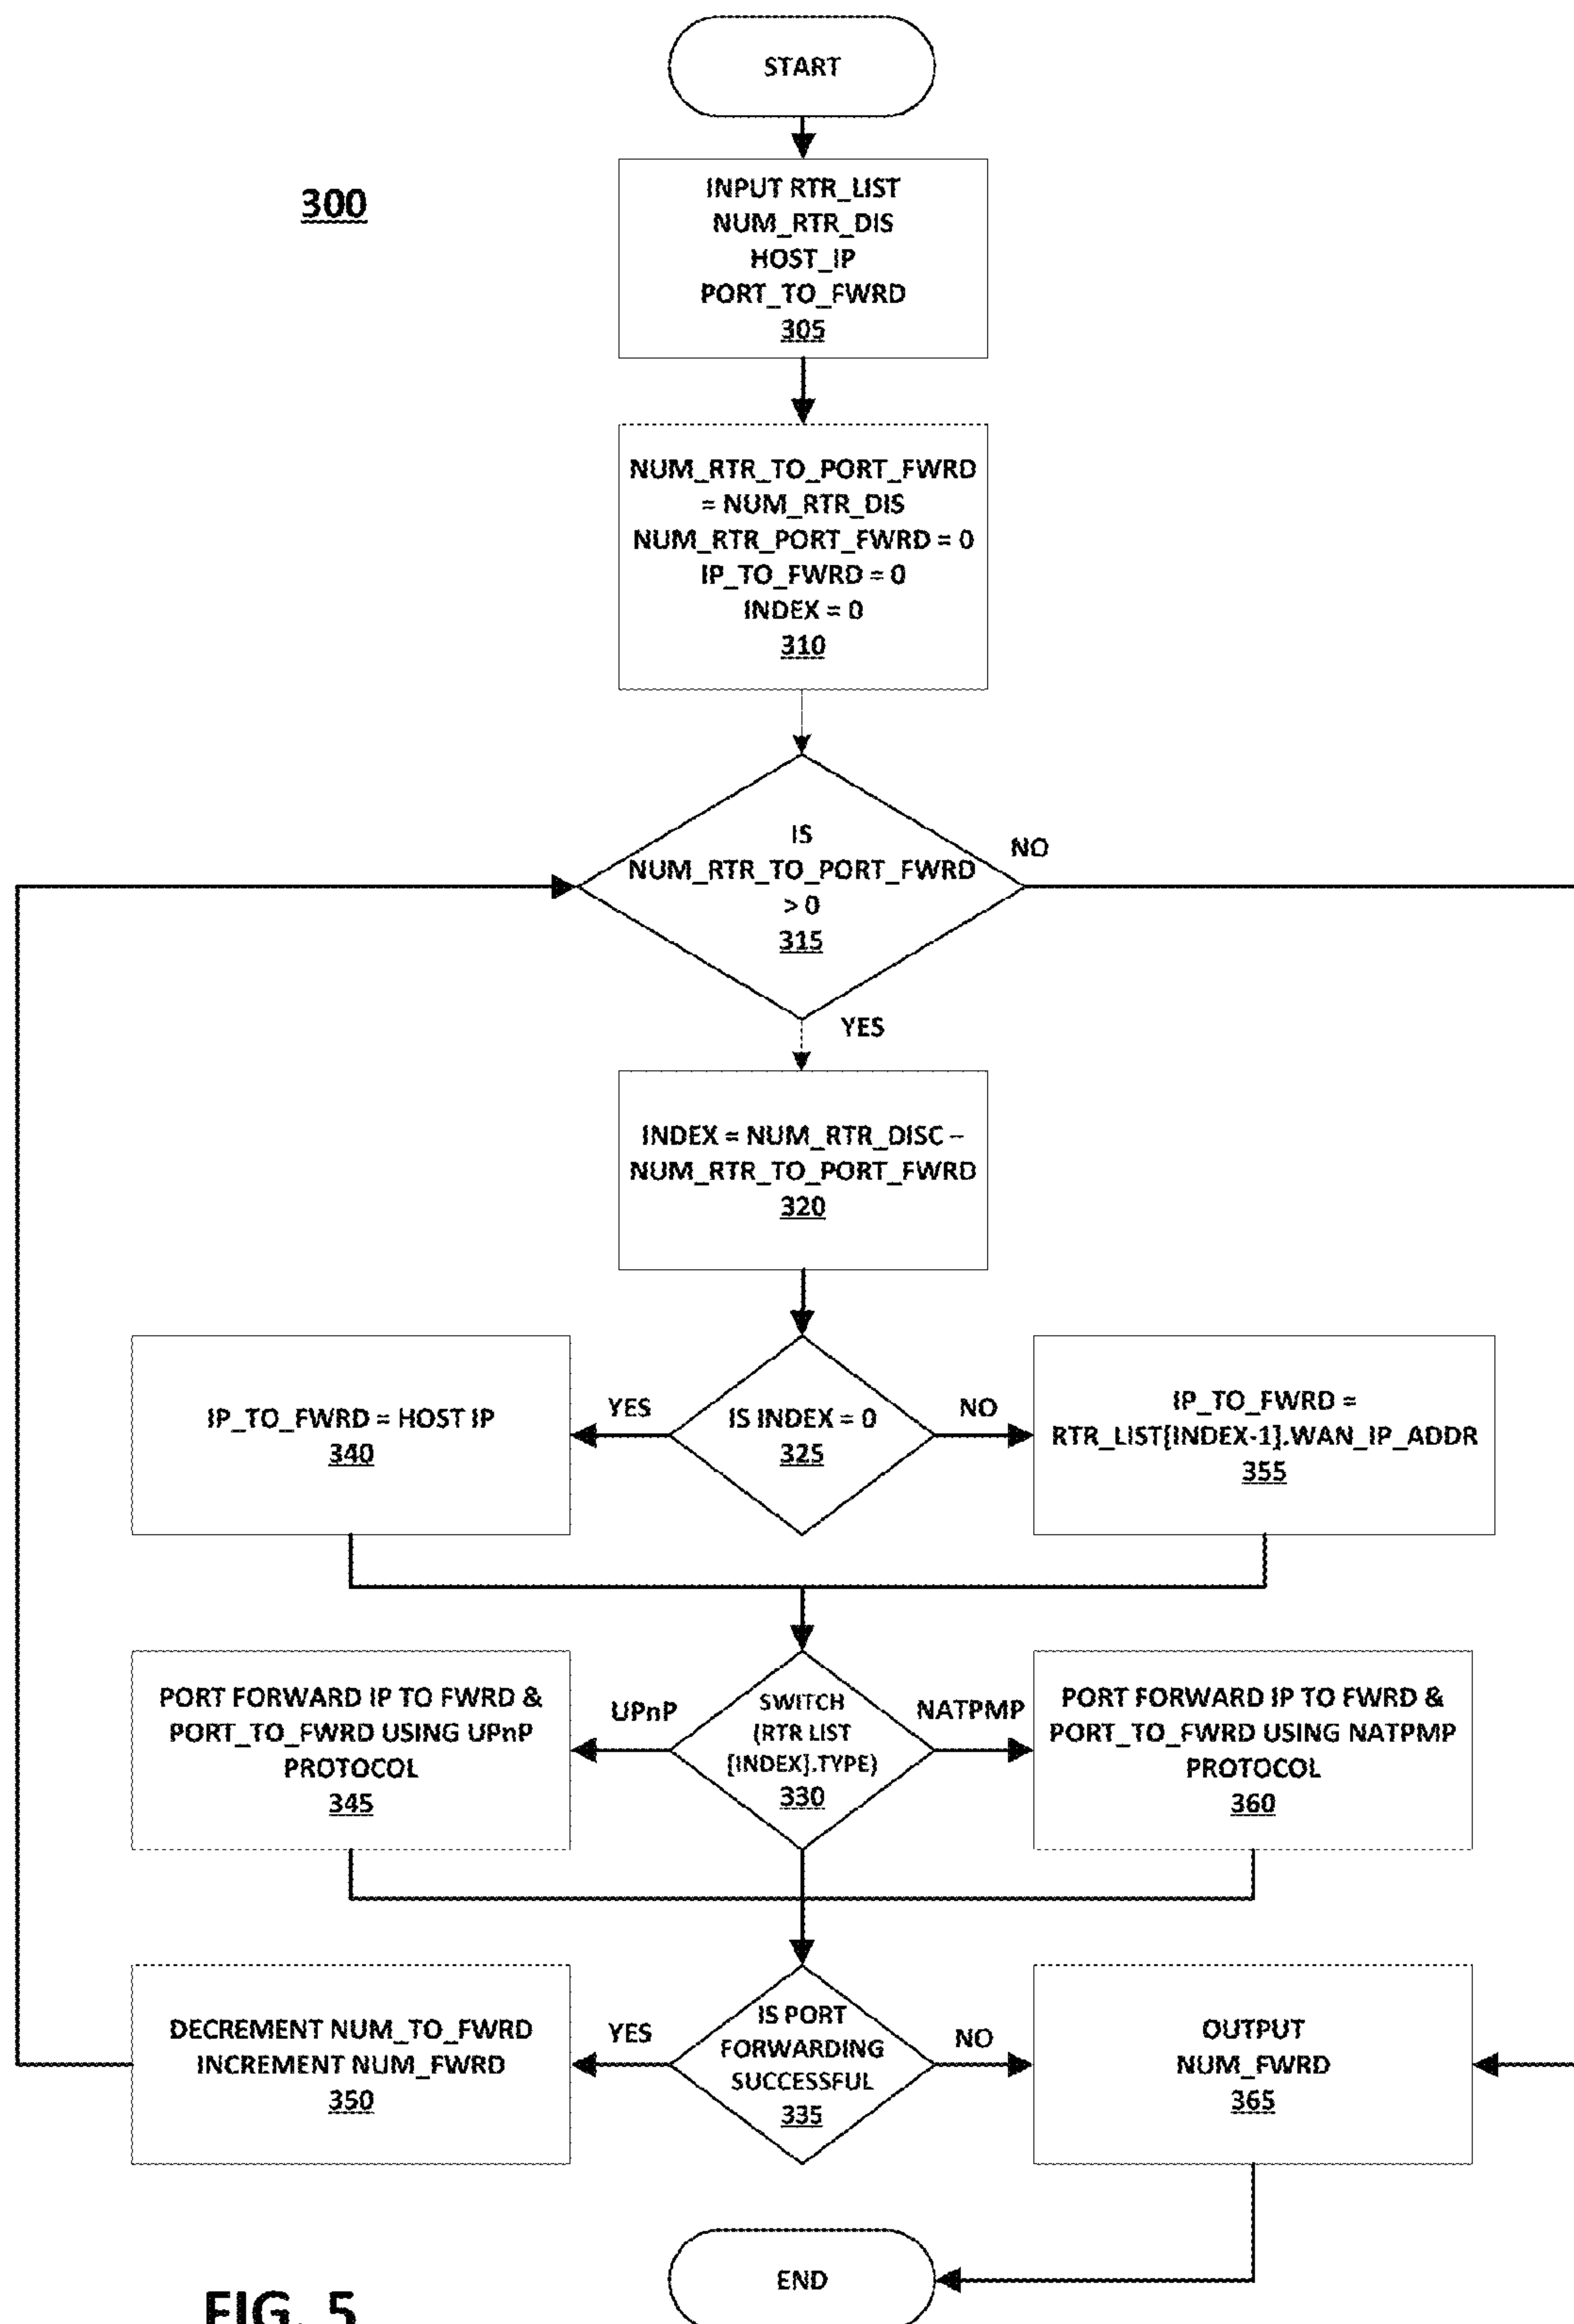 START
300
INPUT RTR_LIST
NUM_RTR_DIS
HOST_IP
PORT_TO_FWRD
305
NUM_RTR_TO_PORT_FWRD
= NUM_RTR_DIS
NUM_RTR_PORT_FWRD = 0
IP_TO_FWRD = 0
INDEX = 0
310
IS
NUM_RTR_TO_PORT_FWRD
> 0
315
NO
YES
INDEX = NUM_RTR_DISC –
NUM_RTR_TO_PORT_FWRD
320
IP_TO_FWRD = HOST IP
340
YES
IS INDEX = 0
325
NO
IP_TO_FWRD =
RTR_LIST[INDEX-1].WAN_IP_ADDR
355
PORT FORWARD IP TO FWRD &
PORT_TO_FWRD USING UPnP
PROTOCOL
345
UPnP
SWITCH
(RTR LIST
[INDEX].TYPE)
330
NATPMP
PORT FORWARD IP TO FWRD &
PORT_TO_FWRD USING NATPMP
PROTOCOL
360
DECREMENT NUM_TO_FWRD
INCREMENT NUM_FWRD
350
YES
IS PORT
FORWARDING
SUCCESSFUL
335
NO
OUTPUT
NUM_FWRD
365
END
FIG. 5